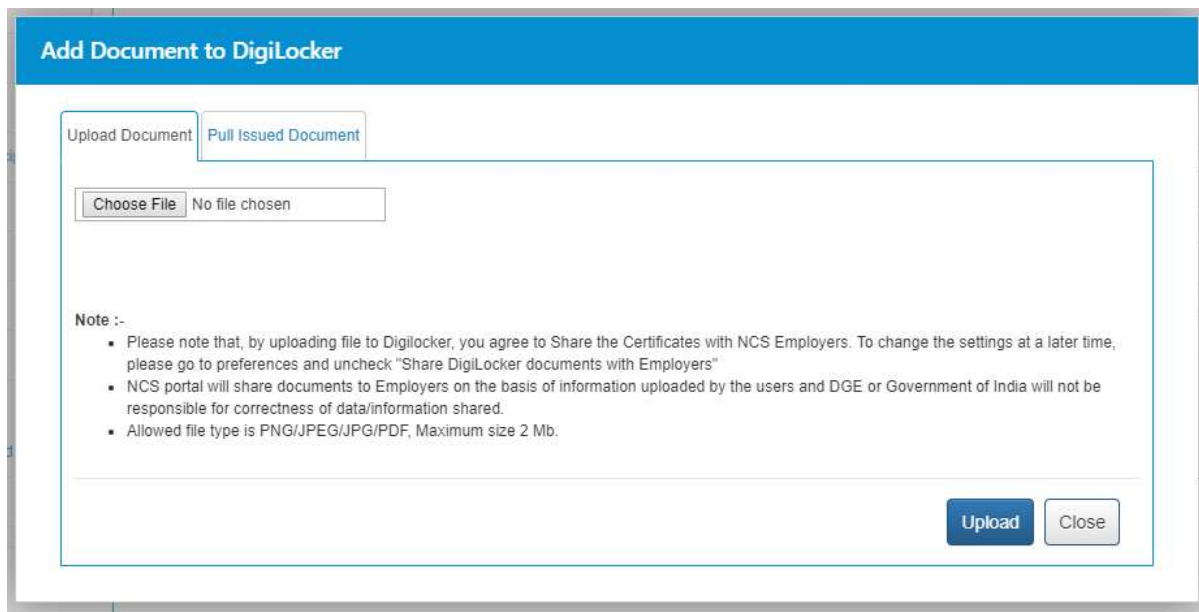 Add Document to DigiLocker
Upload Document
Pull Issued Document
Choose File No file chosen
Note :-
Please note that, by uploading file to Digilocker, you agree to Share the Certificates with NCS Employers. To change the settings at a later time,
please go to preferences and uncheck "Share DigiLocker documents with Employers"
NCS portal will share documents to Employers on the basis of information uploaded by the users and DGE or Government of India will not be
responsible for correctness of data/information shared.
Allowed file type is PNG/JPEG/JPG/PDF, Maximum size 2 Mb.
Upload
Close